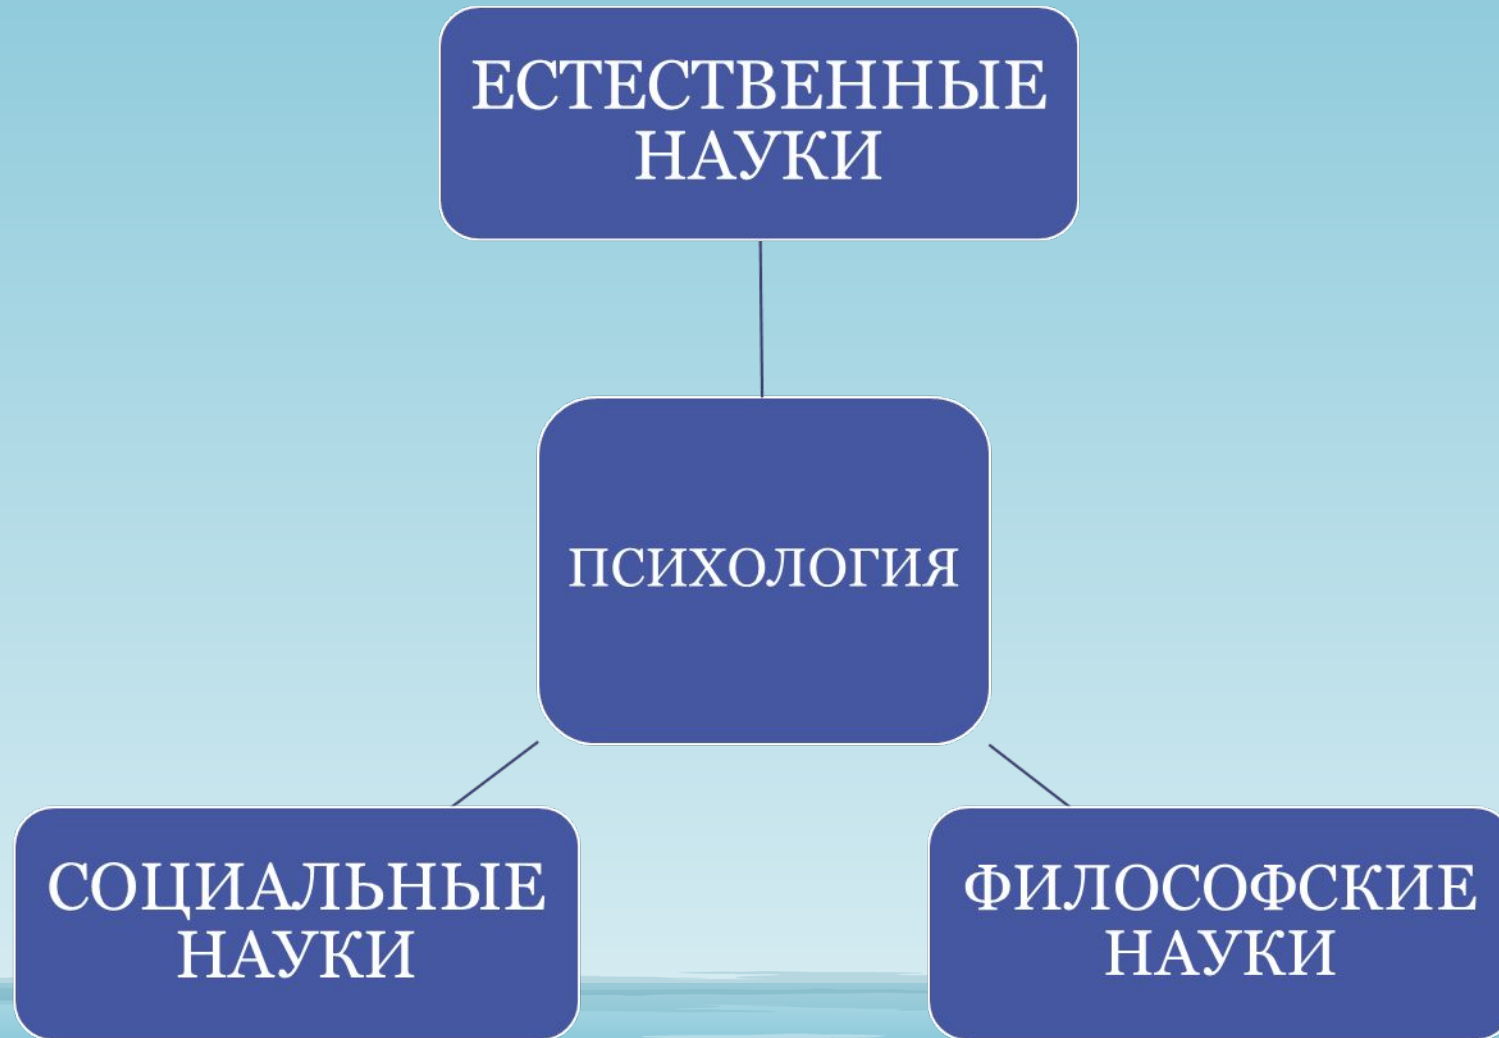 ЕСТЕСТВЕННЫЕ
НАУКИ
ПСИХОЛОГИЯ
СОЦИАЛЬНЫЕ
НАУКИ
ФИЛОСОФСКИЕ
НАУКИ